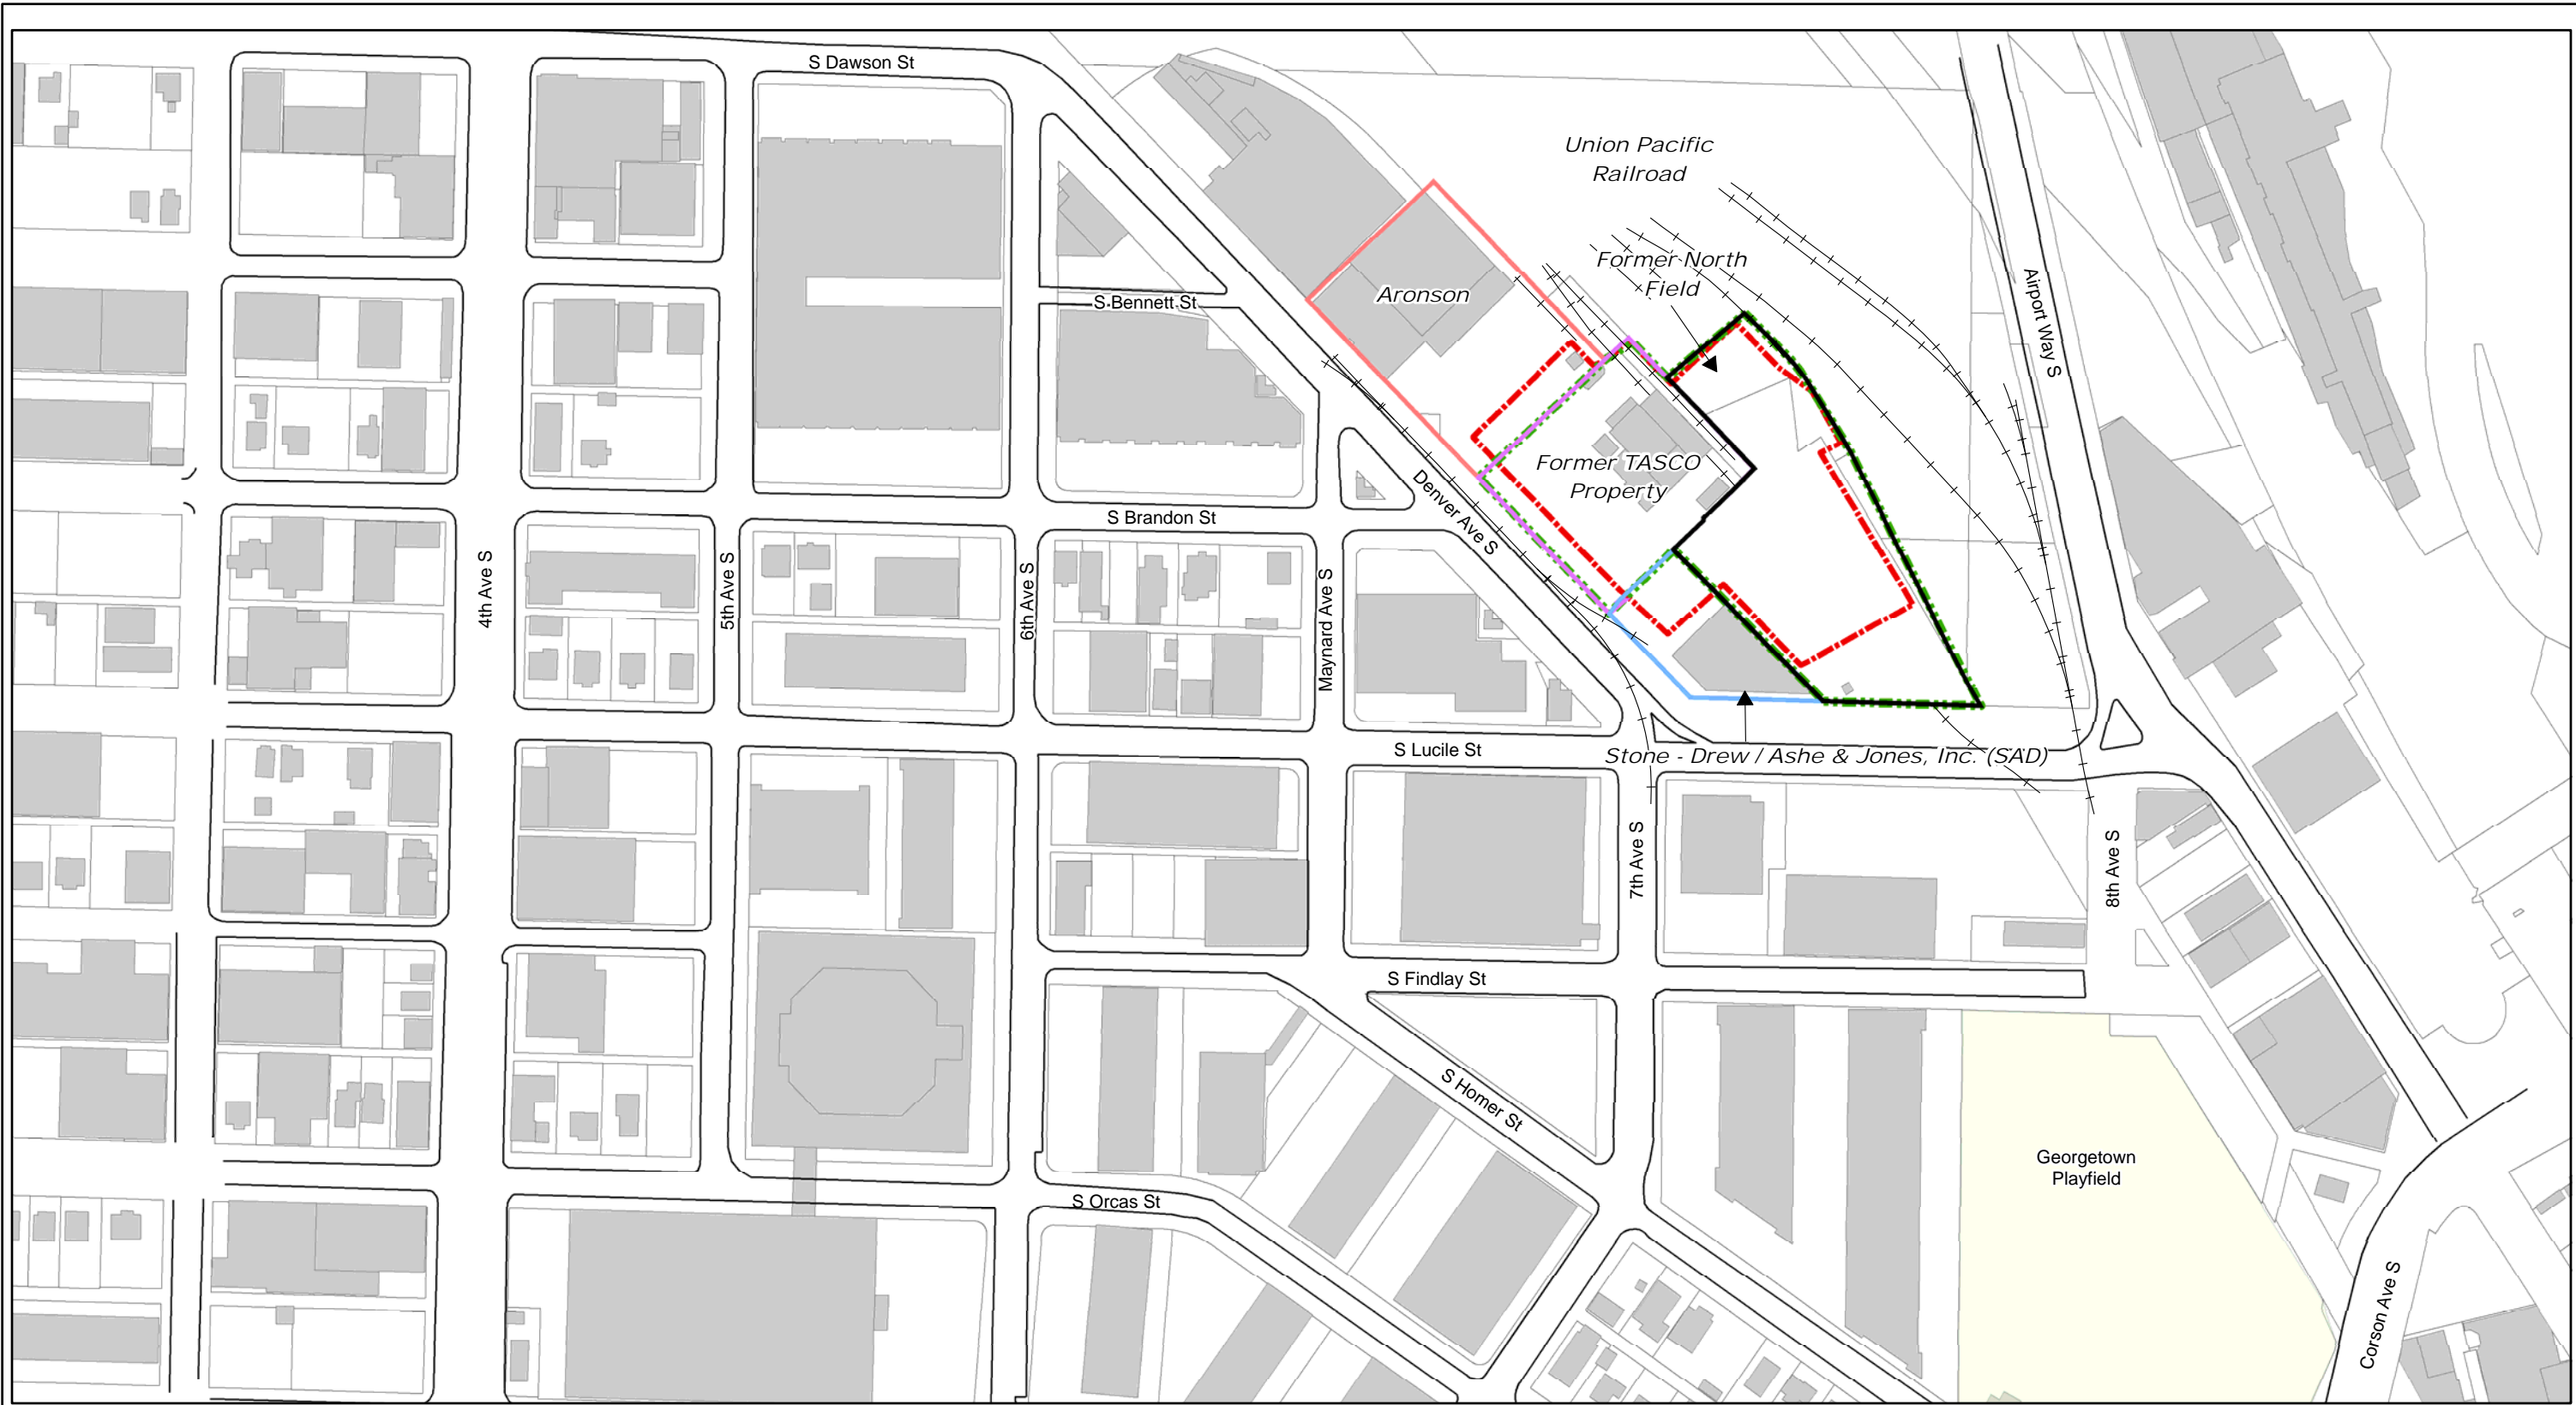 S Dawson St
Union Pacific
Railroad
Former North
Field
Airport Way S
Aronson
S Bennett St
Former TASCO
Property
Denver Ave S
S Brandon St
4th Ave S
5th Ave S
6th Ave S
Maynard Ave S
S Lucile St
Stone - Drew / Ashe & Jones, Inc. (SAD)
7th Ave S
8th Ave S
S Findlay St
S Homer St
Georgetown
Playfield
S Orcas St
Corson Ave S